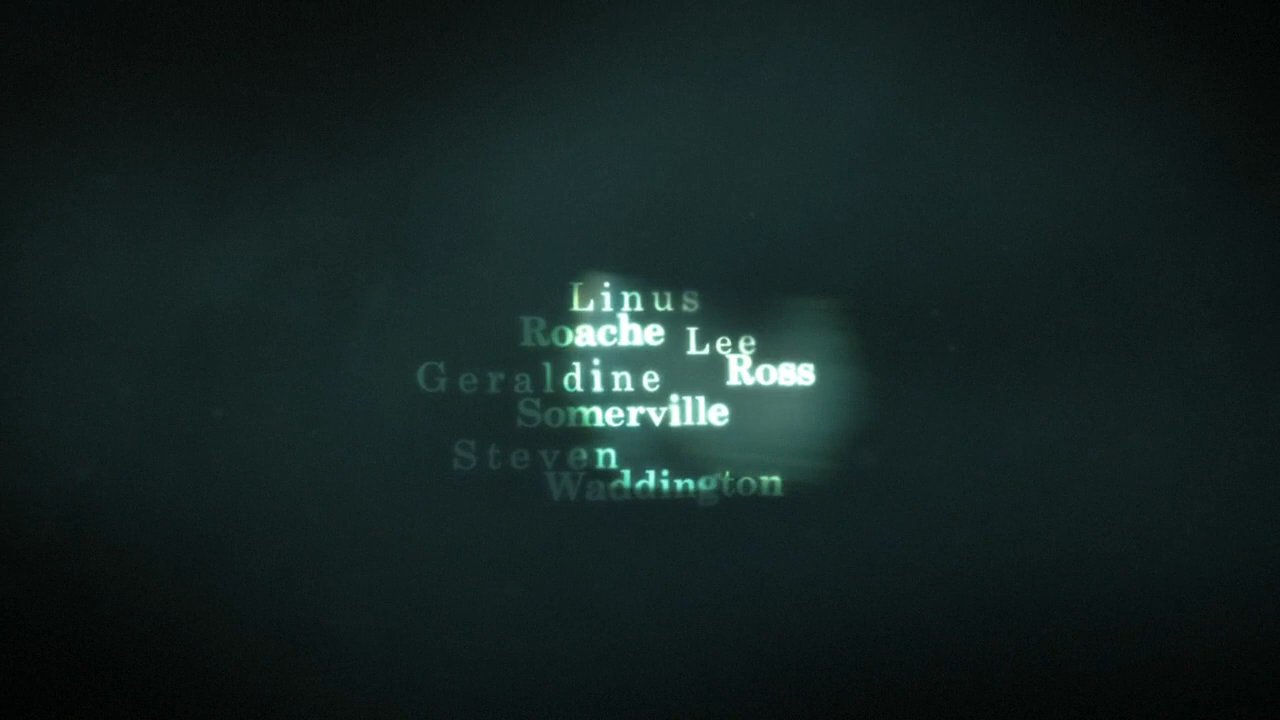 Linus
Roache
Lee
Ross
Geraldine
Somerville
Steven
Waddington